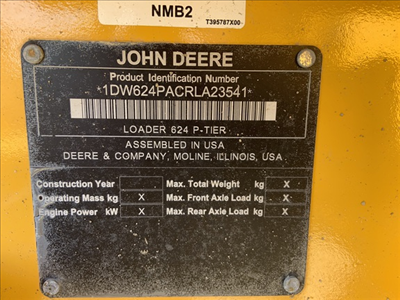 NMB2
T395787X00
JOHN DEERE
Product Identification Number
*1DW624PACRLA23541*
LOADER 624 P-TIER
ASSEMBLED IN USA
DEERE & COMPANY, MOLINE, ILLINOIS, USA
Construction Year Max. Total Weight kg X
Operating Mass kg X Max. Front Axle Load kg X
Engine Power kW X Max. Rear Axle Load kg X